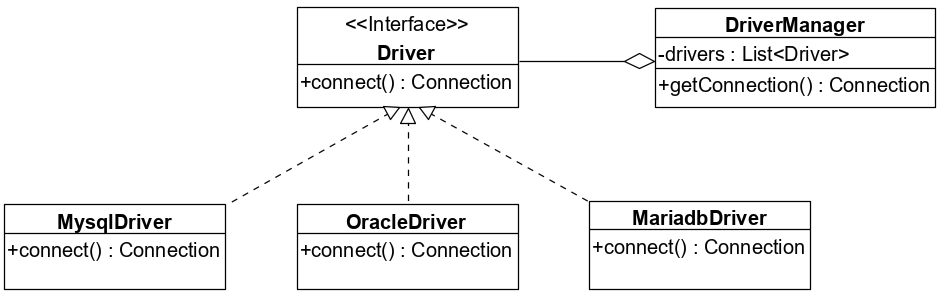 <<Interface>>
Driver
+connect() : Connection
DriverManager
-drivers : List<Driver>
+getConnection() : Connection
MysqlDriver
+connect() : Connection
OracleDriver
+connect() : Connection
MariadbDriver
+connect() : Connection